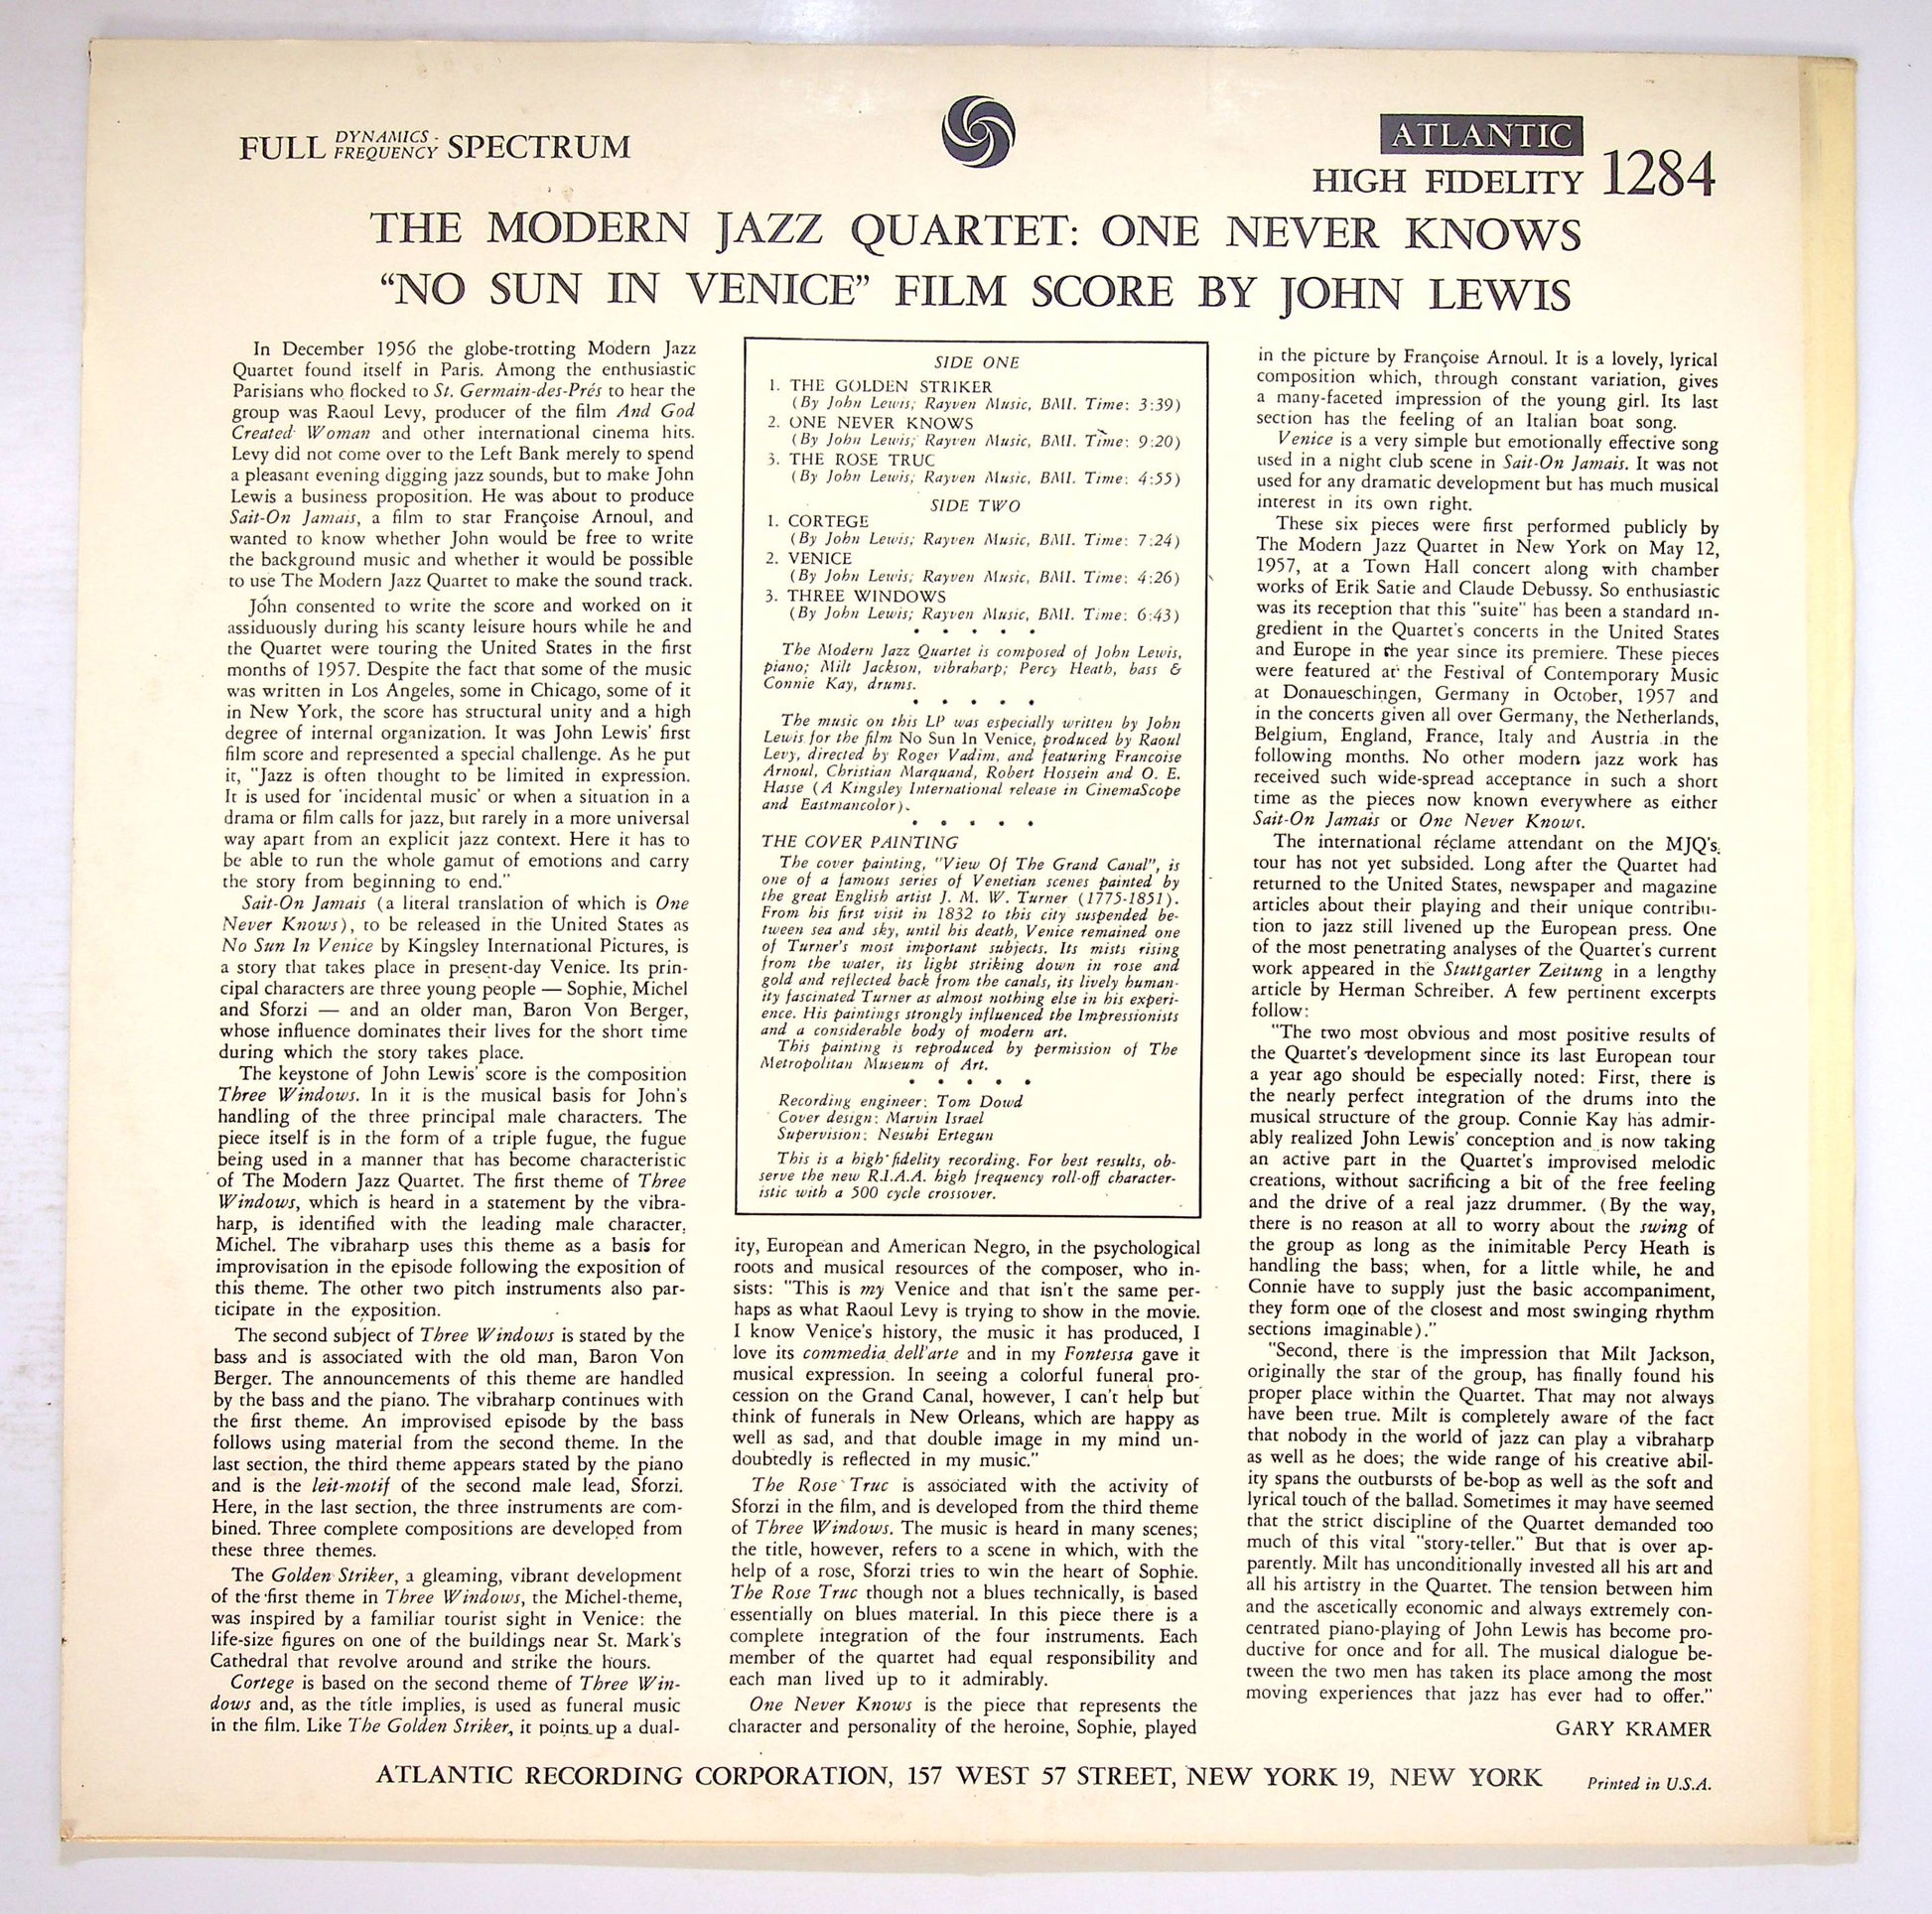 FULL DYNAMICS - FREQUENCY SPECTRUM
ATLANTIC
HIGH FIDELITY 1284
THE MODERN JAZZ QUARTET: ONE NEVER KNOWS
“NO SUN IN VENICE” FILM SCORE BY JOHN LEWIS
In December 1956 the globe-trotting Modern Jazz
Quartet found itself in Paris. Among the enthusiastic
Parisians who flocked to St. Germain-des-Prés to hear the
group was Raoul Levy, producer of the film And God
Created Woman and other international cinema hits.
Levy did not come over to the Left Bank merely to spend
a pleasant evening digging jazz sounds, but to make John
Lewis a business proposition. He was about to produce
Sait-On Jamais, a film to star Françoise Arnoul, and
wanted to know whether John would be free to write
the background music and whether it would be possible
to use The Modern Jazz Quartet to make the sound track.
John consented to write the score and worked on it
assiduously during his scanty leisure hours while he and
the Quartet were touring the United States in the first
months of 1957. Despite the fact that some of the music
was written in Los Angeles, some in Chicago, some of it
in New York, the score has structural unity and a high
degree of internal organization. It was John Lewis' first
film score and represented a special challenge. As he put
it, "Jazz is often thought to be limited in expression.
It is used for 'incidental music' or when a situation in a
drama or film calls for jazz, but rarely in a more universal
way apart from an explicit jazz context. Here it has to
be able to run the whole gamut of emotions and carry
the story from beginning to end."
Sait-On Jamais (a literal translation of which is One
Never Knows), to be released in the United States as
No Sun In Venice by Kingsley International Pictures, is
a story that takes place in present-day Venice. Its prin-
cipal characters are three young people — Sophie, Michel
and Sforzi — and an older man, Baron Von Berger,
whose influence dominates their lives for the short time
during which the story takes place.
The keystone of John Lewis' score is the composition
Three Windows. In it is the musical basis for John's
handling of the three principal male characters. The
piece itself is in the form of a triple fugue, the fugue
being used in a manner that has become characteristic
of The Modern Jazz Quartet. The first theme of Three
Windows, which is heard in a statement by the vibra-
harp, is identified with the leading male character,
Michel. The vibraharp uses this theme as a basis for
improvisation in the episode following the exposition of
this theme. The other two pitch instruments also par-
ticipate in the exposition.
The second subject of Three Windows is stated by the
bass and is associated with the old man, Baron Von
Berger. The announcements of this theme are handled
by the bass and the piano. The vibraharp continues with
the first theme. An improvised episode by the bass
follows using material from the second theme. In the
last section, the third theme appears stated by the piano
and is the leit-motif of the second male lead, Sforzi.
Here, in the last section, the three instruments are com-
bined. Three complete compositions are developed from
these three themes.
The Golden Striker, a gleaming, vibrant development
of the first theme in Three Windows, the Michel-theme,
was inspired by a familiar tourist sight in Venice: the
life-size figures on one of the buildings near St. Mark's
Cathedral that revolve around and strike the hours.
Cortege is based on the second theme of Three Win-
dows and, as the title implies, is used as funeral music
in the film. Like The Golden Striker, it points up a dual-
SIDE ONE
1. THE GOLDEN STRIKER
(By John Lewis; Rayven Music, BMI. Time: 3:39)
2. ONE NEVER KNOWS
(By John Lewis; Rayven Music, BMI. Time: 9:20)
3. THE ROSE TRUC
(By John Lewis; Rayven Music, BMI. Time: 4:55)
SIDE TWO
1. CORTEGE
(By John Lewis; Rayven Music, BMI. Time: 7:24)
2. VENICE
(By John Lewis; Rayven Music, BMI. Time: 4:26)
3. THREE WINDOWS
(By John Lewis; Rayven Music, BMI. Time: 6:43)
The Modern Jazz Quartet is composed of John Lewis,
piano; Milt Jackson, vibraharp; Percy Heath, bass &
Connie Kay, drums.
The music on this LP was especially written by John
Lewis for the film No Sun In Venice, produced by Raoul
Levy, directed by Roger Vadim, and featuring Francoise
Arnoul, Christian Marquand, Robert Hossein and O. E.
Hasse (A Kingsley International release in CinemaScope
and Eastmancolor).
THE COVER PAINTING
The cover painting, "View Of The Grand Canal", is
one of a famous series of Venetian scenes painted by
the great English artist J. M. W. Turner (1775-1851).
From his first visit in 1832 to this city suspended be-
tween sea and sky, until his death, Venice remained one
of Turner's most important subjects. Its mists rising
from the water, its light striking down in rose and
gold and reflected back from the canals, its lively human-
ity fascinated Turner as almost nothing else in his experi-
ence. His paintings strongly influenced the Impressionists
and a considerable body of modern art.
This painting is reproduced by permission of The
Metropolitan Museum of Art.
Recording engineer: Tom Dowd
Cover design: Marvin Israel
Supervision: Nesuhi Ertegun
This is a high fidelity recording. For best results, ob-
serve the new R.I.A.A. high frequency roll-off character-
istic with a 500 cycle crossover.
ity, European and American Negro, in the psychological
roots and musical resources of the composer, who in-
sists: "This is my Venice and that isn't the same per-
haps as what Raoul Levy is trying to show in the movie.
I know Venice's history, the music it has produced, I
love its commedia dell'arte and in my Fontessa gave it
musical expression. In seeing a colorful funeral pro-
cession on the Grand Canal, however, I can't help but
think of funerals in New Orleans, which are happy as
well as sad, and that double image in my mind un-
doubtedly is reflected in my music."
The Rose Truc is associated with the activity of
Sforzi in the film, and is developed from the third theme
of Three Windows. The music is heard in many scenes;
the title, however, refers to a scene in which, with the
help of a rose, Sforzi tries to win the heart of Sophie.
The Rose Truc though not a blues technically, is based
essentially on blues material. In this piece there is a
complete integration of the four instruments. Each
member of the quartet had equal responsibility and
each man lived up to it admirably.
One Never Knows is the piece that represents the
character and personality of the heroine, Sophie, played
in the picture by Françoise Arnoul. It is a lovely, lyrical
composition which, through constant variation, gives
a many-faceted impression of the young girl. Its last
section has the feeling of an Italian boat song.
Venice is a very simple but emotionally effective song
used in a night club scene in Sait-On Jamais. It was not
used for any dramatic development but has much musical
interest in its own right.
These six pieces were first performed publicly by
The Modern Jazz Quartet in New York on May 12,
1957, at a Town Hall concert along with chamber
works of Erik Satie and Claude Debussy. So enthusiastic
was its reception that this "suite" has been a standard in-
gredient in the Quartet's concerts in the United States
and Europe in the year since its premiere. These pieces
were featured at the Festival of Contemporary Music
at Donaueschingen, Germany in October, 1957 and
in the concerts given all over Germany, the Netherlands,
Belgium, England, France, Italy and Austria in the
following months. No other modern jazz work has
received such wide-spread acceptance in such a short
time as the pieces now known everywhere as either
Sait-On Jamais or One Never Knows.
The international réclame attendant on the MJQ's
tour has not yet subsided. Long after the Quartet had
returned to the United States, newspaper and magazine
articles about their playing and their unique contribu-
tion to jazz still livened up the European press. One
of the most penetrating analyses of the Quartet's current
work appeared in the Stuttgarter Zeitung in a lengthy
article by Herman Schreiber. A few pertinent excerpts
follow:
"The two most obvious and most positive results of
the Quartet's development since its last European tour
a year ago should be especially noted: First, there is
the nearly perfect integration of the drums into the
musical structure of the group. Connie Kay has admir-
ably realized John Lewis' conception and is now taking
an active part in the Quartet's improvised melodic
creations, without sacrificing a bit of the free feeling
and the drive of a real jazz drummer. (By the way,
there is no reason at all to worry about the swing of
the group as long as the inimitable Percy Heath is
handling the bass; when, for a little while, he and
Connie have to supply just the basic accompaniment,
they form one of the closest and most swinging rhythm
sections imaginable)."
"Second, there is the impression that Milt Jackson,
originally the star of the group, has finally found his
proper place within the Quartet. That may not always
have been true. Milt is completely aware of the fact
that nobody in the world of jazz can play a vibraharp
as well as he does; the wide range of his creative abil-
ity spans the outbursts of be-bop as well as the soft and
lyrical touch of the ballad. Sometimes it may have seemed
that the strict discipline of the Quartet demanded too
much of this vital "story-teller." But that is over ap-
parently. Milt has unconditionally invested all his art and
all his artistry in the Quartet. The tension between him
and the ascetically economic and always extremely con-
centrated piano-playing of John Lewis has become pro-
ductive for once and for all. The musical dialogue be-
tween the two men has taken its place among the most
moving experiences that jazz has ever had to offer."
GARY KRAMER
ATLANTIC RECORDING CORPORATION, 157 WEST 57 STREET, NEW YORK 19, NEW YORK
Printed in U.S.A.